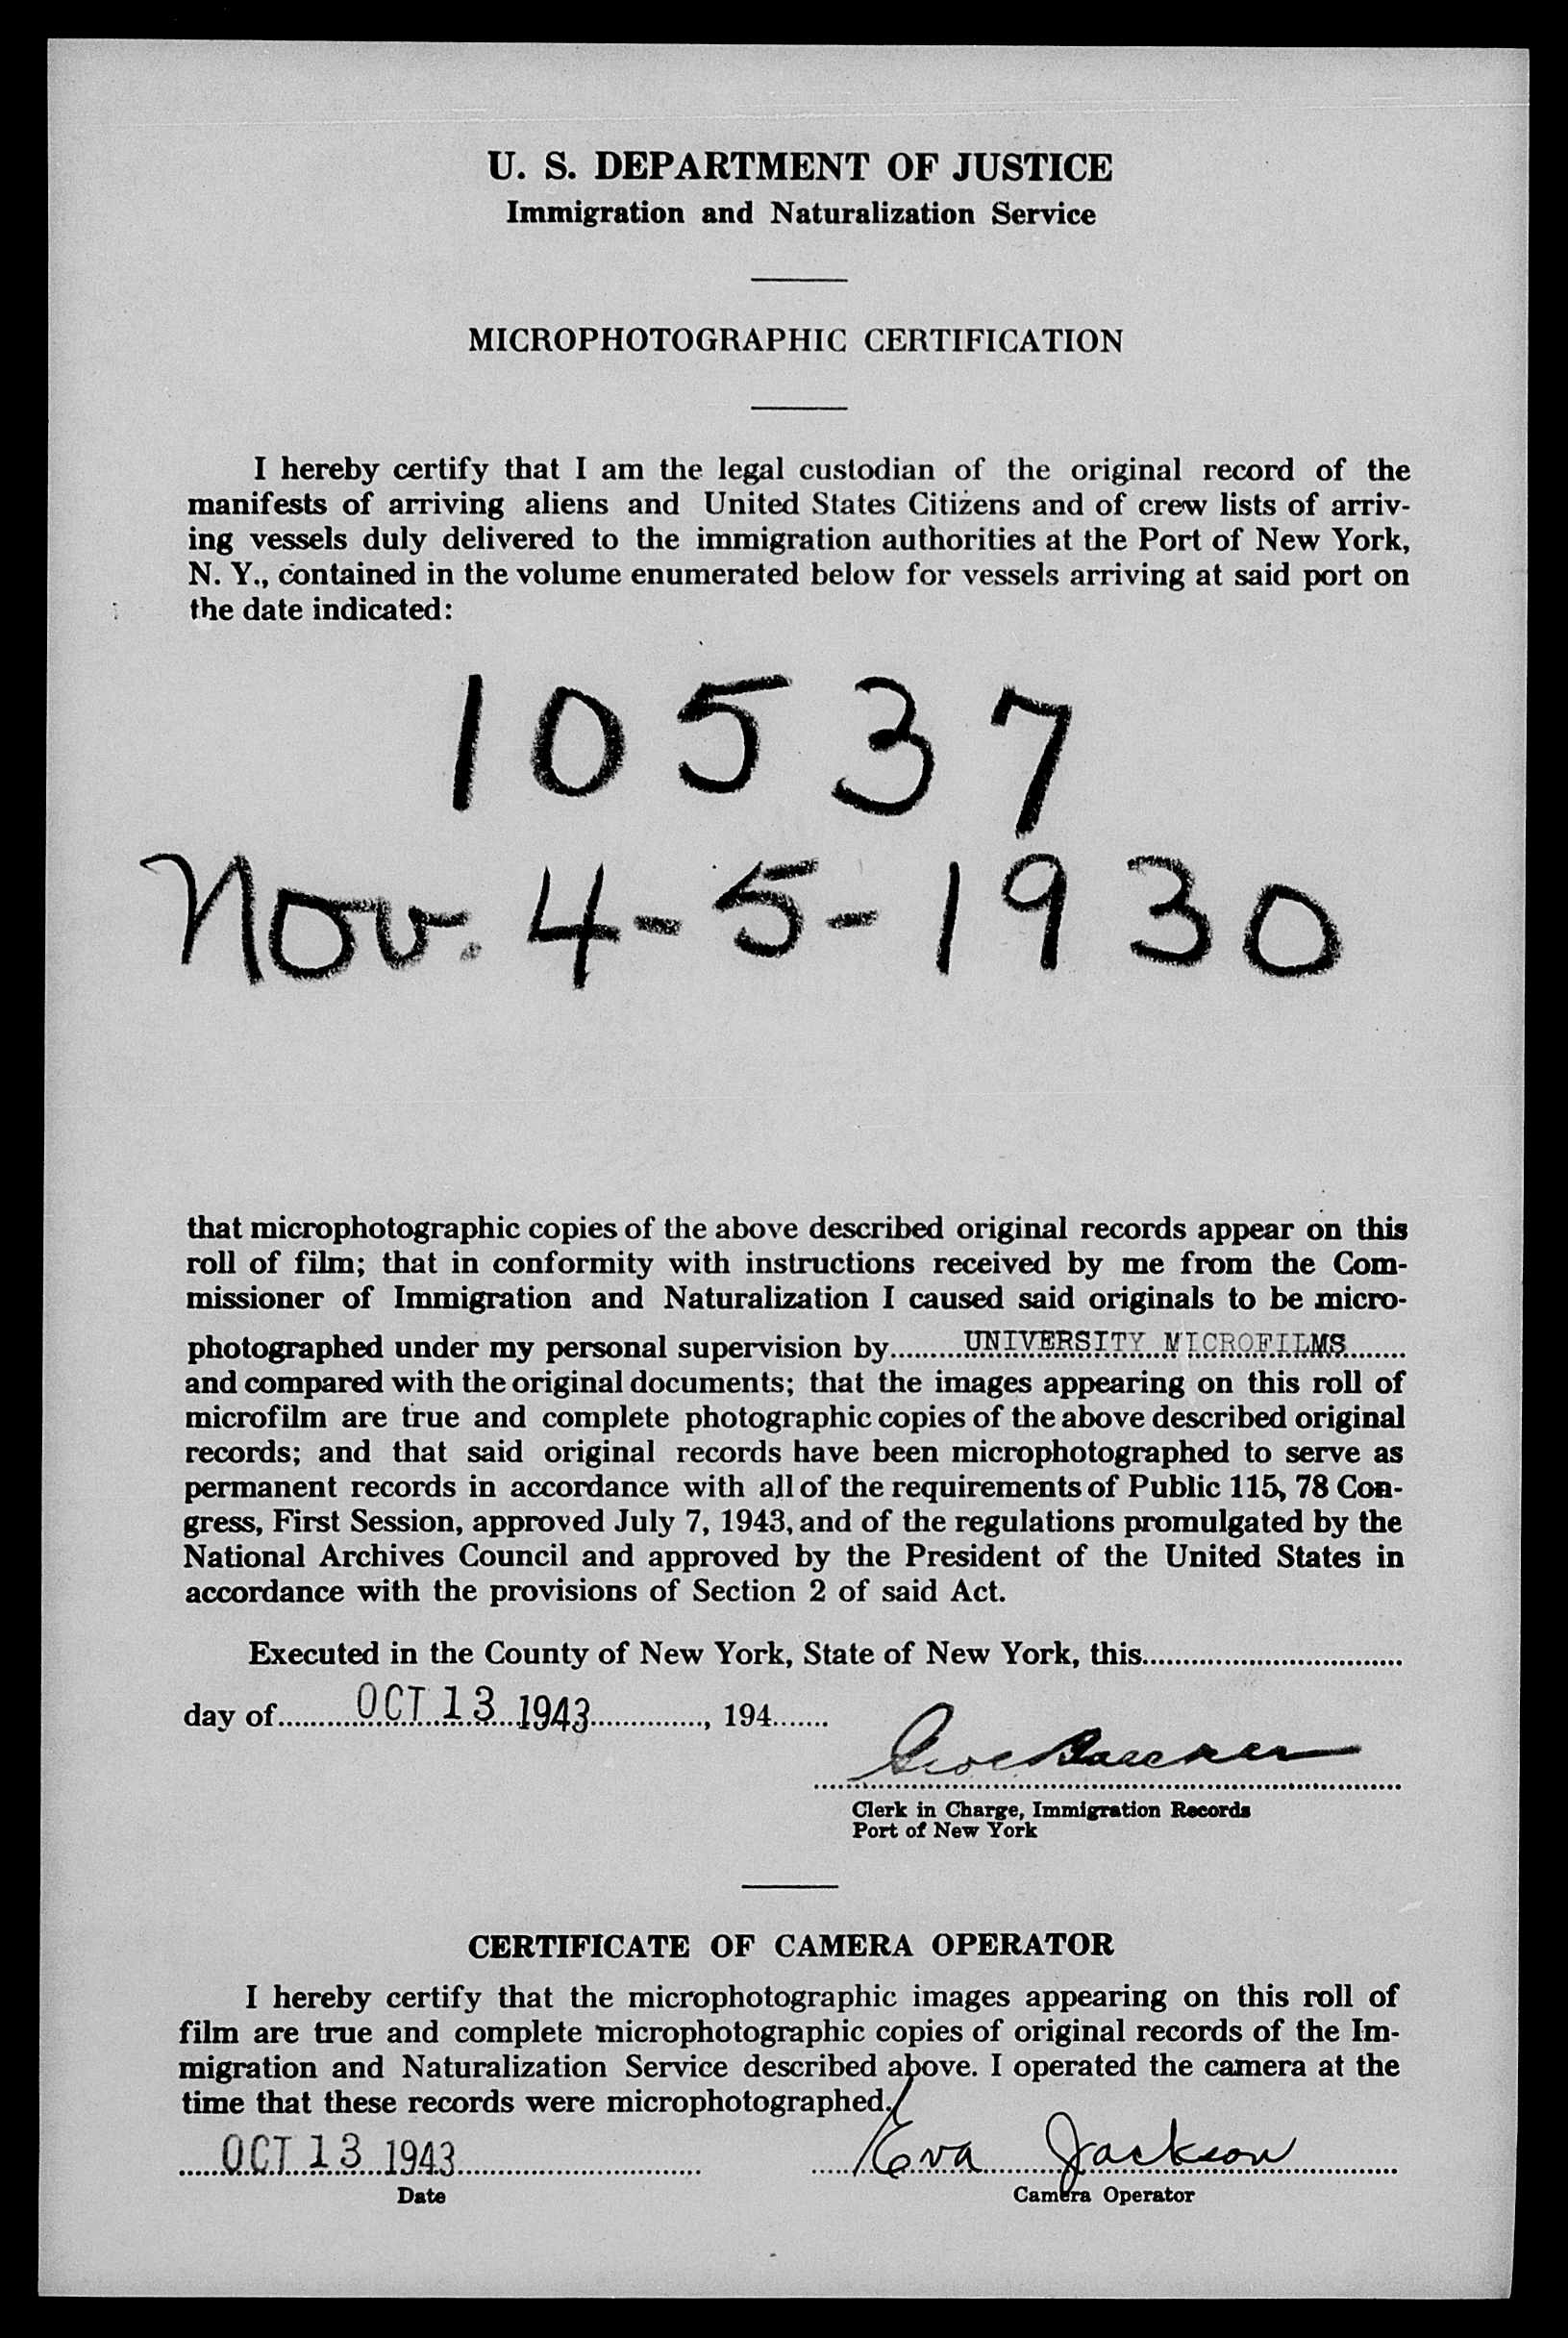 U. S. DEPARTMENT OF JUSTICE
Immigration and Naturalization Service
MICROPHOTOGRAPHIC CERTIFICATION
I hereby certify that I am the legal custodian of the original record of the
manifests of arriving aliens and United States Citizens and of crew lists of arriv-
ing vessels duly delivered to the immigration authorities at the Port of New York,
N. Y., contained in the volume enumerated below for vessels arriving at said port on
the date indicated:
10537
Nov. 4-5-1930
that microphotographic copies of the above described original records appear on this
roll of film; that in conformity with instructions received by me from the Com-
missioner of Immigration and Naturalization I caused said originals to be micro-
photographed under my personal supervision by UNIVERSITY MICROFILMS
and compared with the original documents; that the images appearing on this roll of
microfilm are true and complete photographic copies of the above described original
records; and that said original records have been microphotographed to serve as
permanent records in accordance with all of the requirements of Public 115, 78 Con-
gress, First Session, approved July 7, 1943, and of the regulations promulgated by the
National Archives Council and approved by the President of the United States in
accordance with the provisions of Section 2 of said Act.
Executed in the County of New York, State of New York, this
day of OCT 13 1943, 194
Clerk in Charge, Immigration Records
Port of New York
CERTIFICATE OF CAMERA OPERATOR
I hereby certify that the microphotographic images appearing on this roll of
film are true and complete microphotographic copies of original records of the Im-
migration and Naturalization Service described above. I operated the camera at the
time that these records were microphotographed.
OCT 13 1943 Eva Jackson
Date Camera Operator